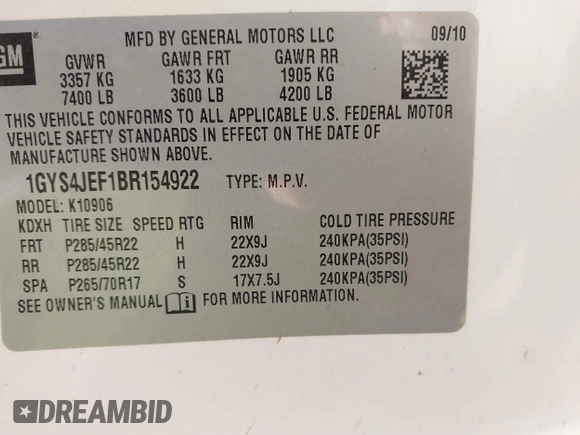 GM
MFD BY GENERAL MOTORS LLC 09/10
GVWR GAWR FRT GAWR RR
3357 KG 1633 KG 1905 KG
7400 LB 3600 LB 4200 LB
THIS VEHICLE CONFORMS TO ALL APPLICABLE U.S. FEDERAL MOTOR
VEHICLE SAFETY STANDARDS IN EFFECT ON THE DATE OF
MANUFACTURE SHOWN ABOVE.
1GYS4JEF1BR154922 TYPE: M.P.V.
MODEL: K10906
KDXH TIRE SIZE SPEED RTG RIM COLD TIRE PRESSURE
FRT P285/45R22 H 22X9J 240KPA(35PSI)
RR P285/45R22 H 22X9J 240KPA(35PSI)
SPA P265/70R17 S 17X7.5J 240KPA(35PSI)
SEE OWNER'S MANUAL i FOR MORE INFORMATION.
DREAMBID